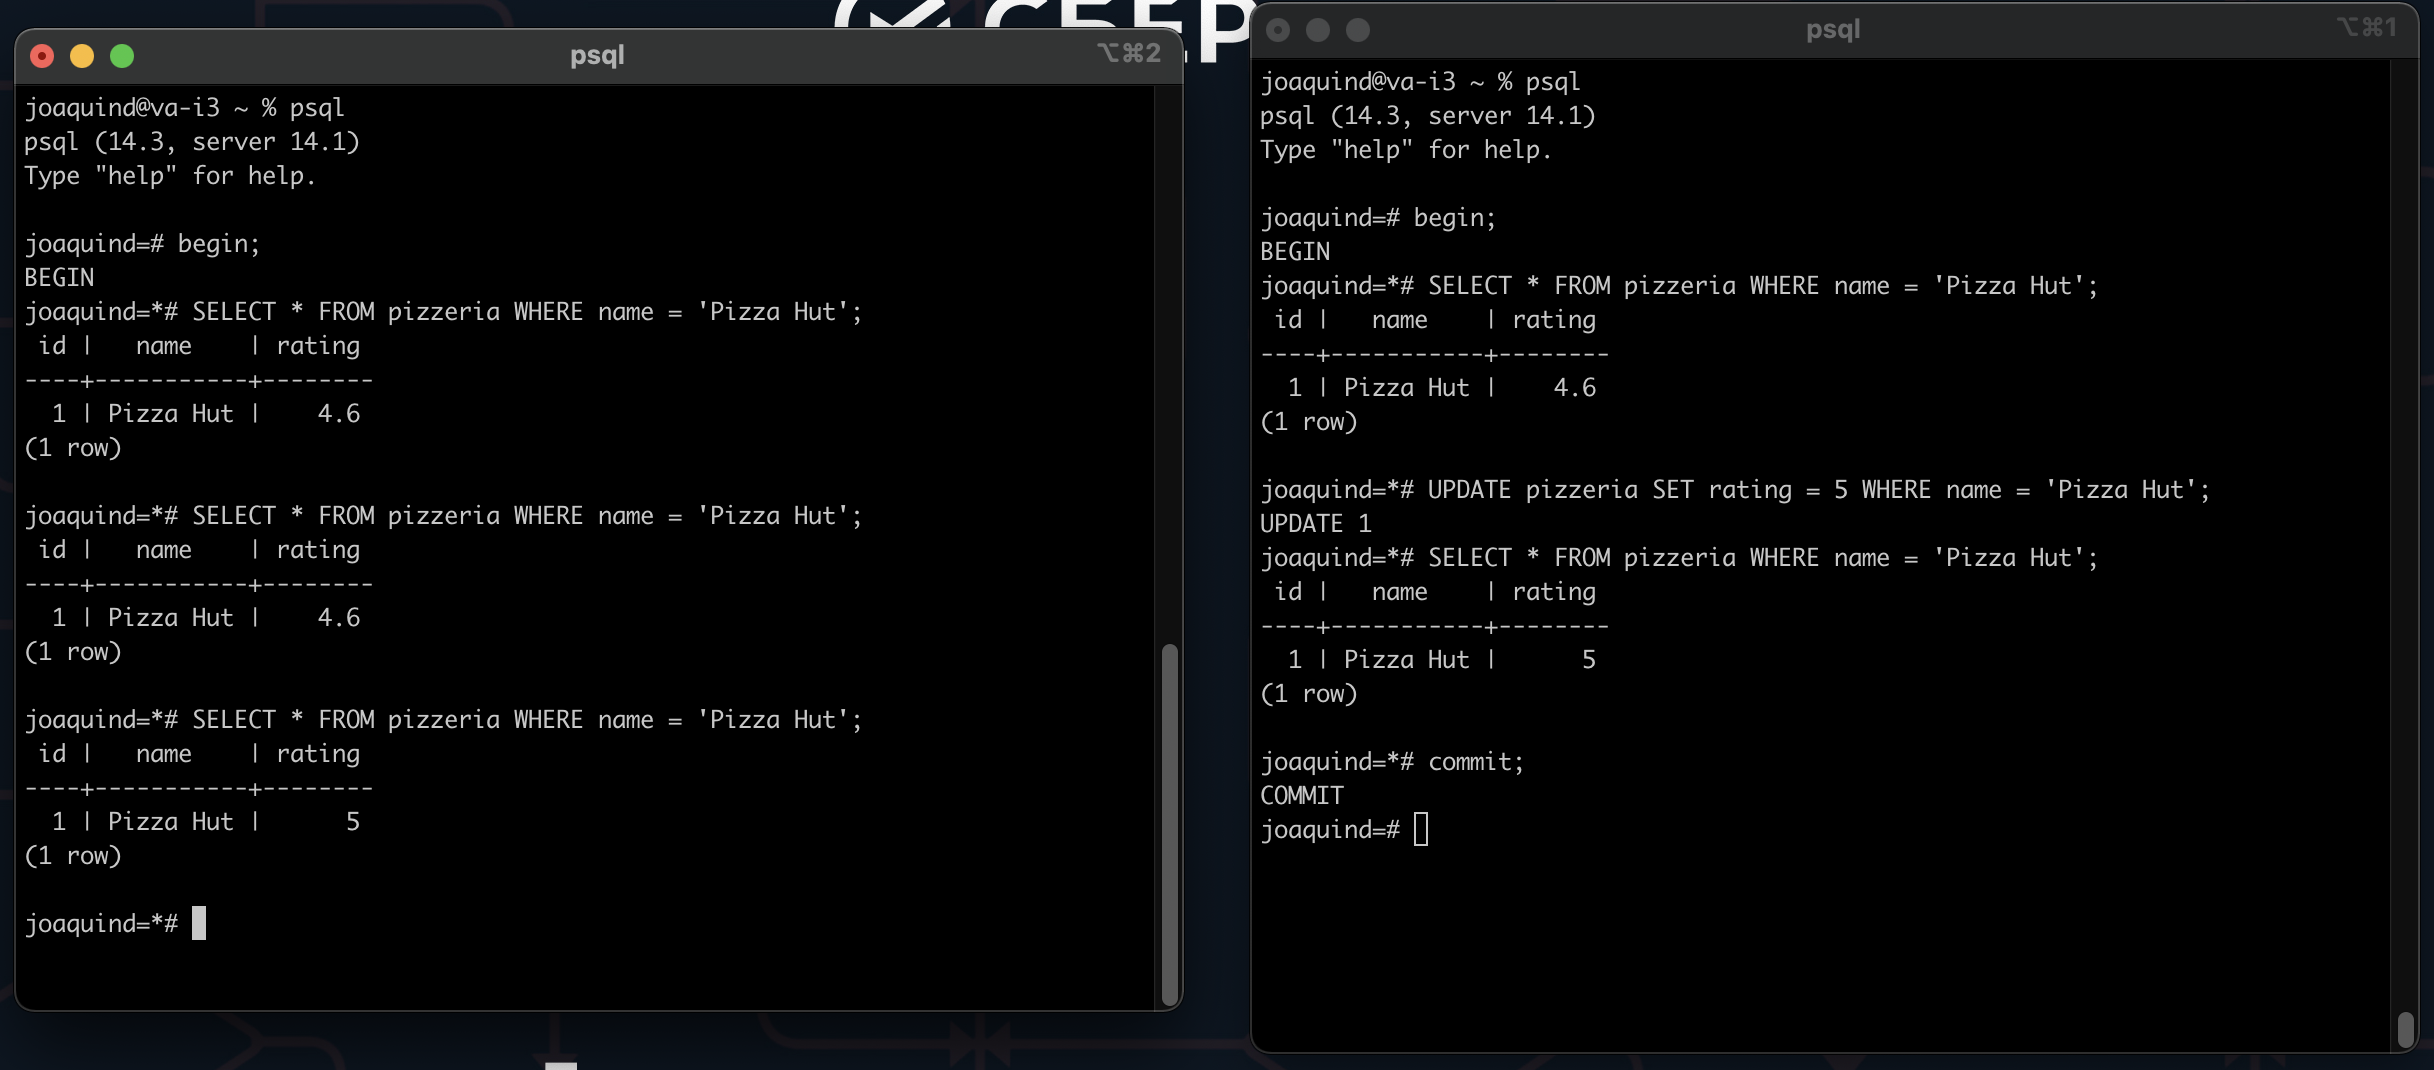 psql
⌥⌘2
joaquind@va-i3 ~ % psql
psql (14.3, server 14.1)
Type "help" for help.
joaquind=# begin;
BEGIN
joaquind=*# SELECT * FROM pizzeria WHERE name = 'Pizza Hut';
 id |   name    | rating
----+-----------+--------
  1 | Pizza Hut |    4.6
(1 row)
joaquind=*# SELECT * FROM pizzeria WHERE name = 'Pizza Hut';
 id |   name    | rating
----+-----------+--------
  1 | Pizza Hut |    4.6
(1 row)
joaquind=*# SELECT * FROM pizzeria WHERE name = 'Pizza Hut';
 id |   name    | rating
----+-----------+--------
  1 | Pizza Hut |      5
(1 row)
joaquind=*#
psql
⌥⌘1
joaquind@va-i3 ~ % psql
psql (14.3, server 14.1)
Type "help" for help.
joaquind=# begin;
BEGIN
joaquind=*# SELECT * FROM pizzeria WHERE name = 'Pizza Hut';
 id |   name    | rating
----+-----------+--------
  1 | Pizza Hut |    4.6
(1 row)
joaquind=*# UPDATE pizzeria SET rating = 5 WHERE name = 'Pizza Hut';
UPDATE 1
joaquind=*# SELECT * FROM pizzeria WHERE name = 'Pizza Hut';
 id |   name    | rating
----+-----------+--------
  1 | Pizza Hut |      5
(1 row)
joaquind=*# commit;
COMMIT
joaquind=#